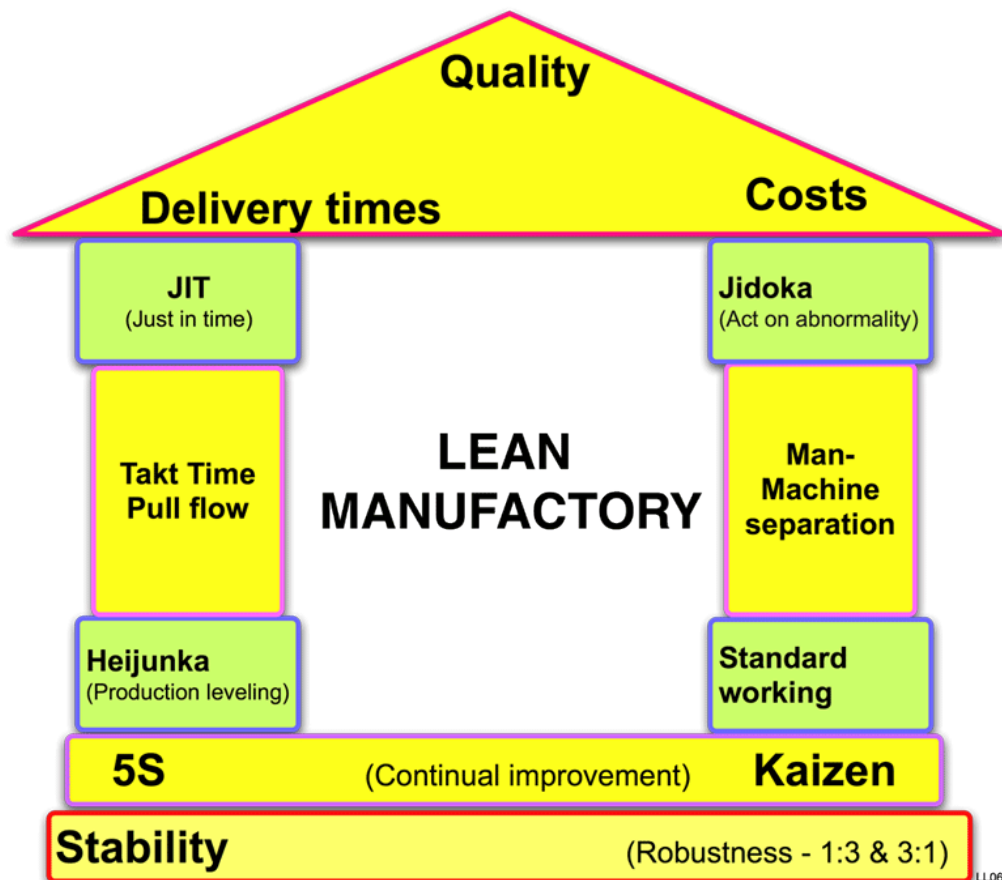 Quality
Delivery times
Costs
JIT
(Just in time)
Jidoka
(Act on abnormality)
Takt Time
Pull flow
LEAN
MANUFACTORY
Man-
Machine
separation
Heijunka
(Production leveling)
Standard
working
5S (Continual improvement) Kaizen
Stability (Robustness - 1:3 & 3:1)